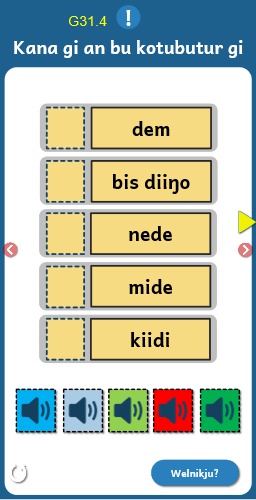 G31.4 !
Kana gi an bu kotubutur gi
dem
bis diiŋo
nede
mide
kiidi
Welnikju?